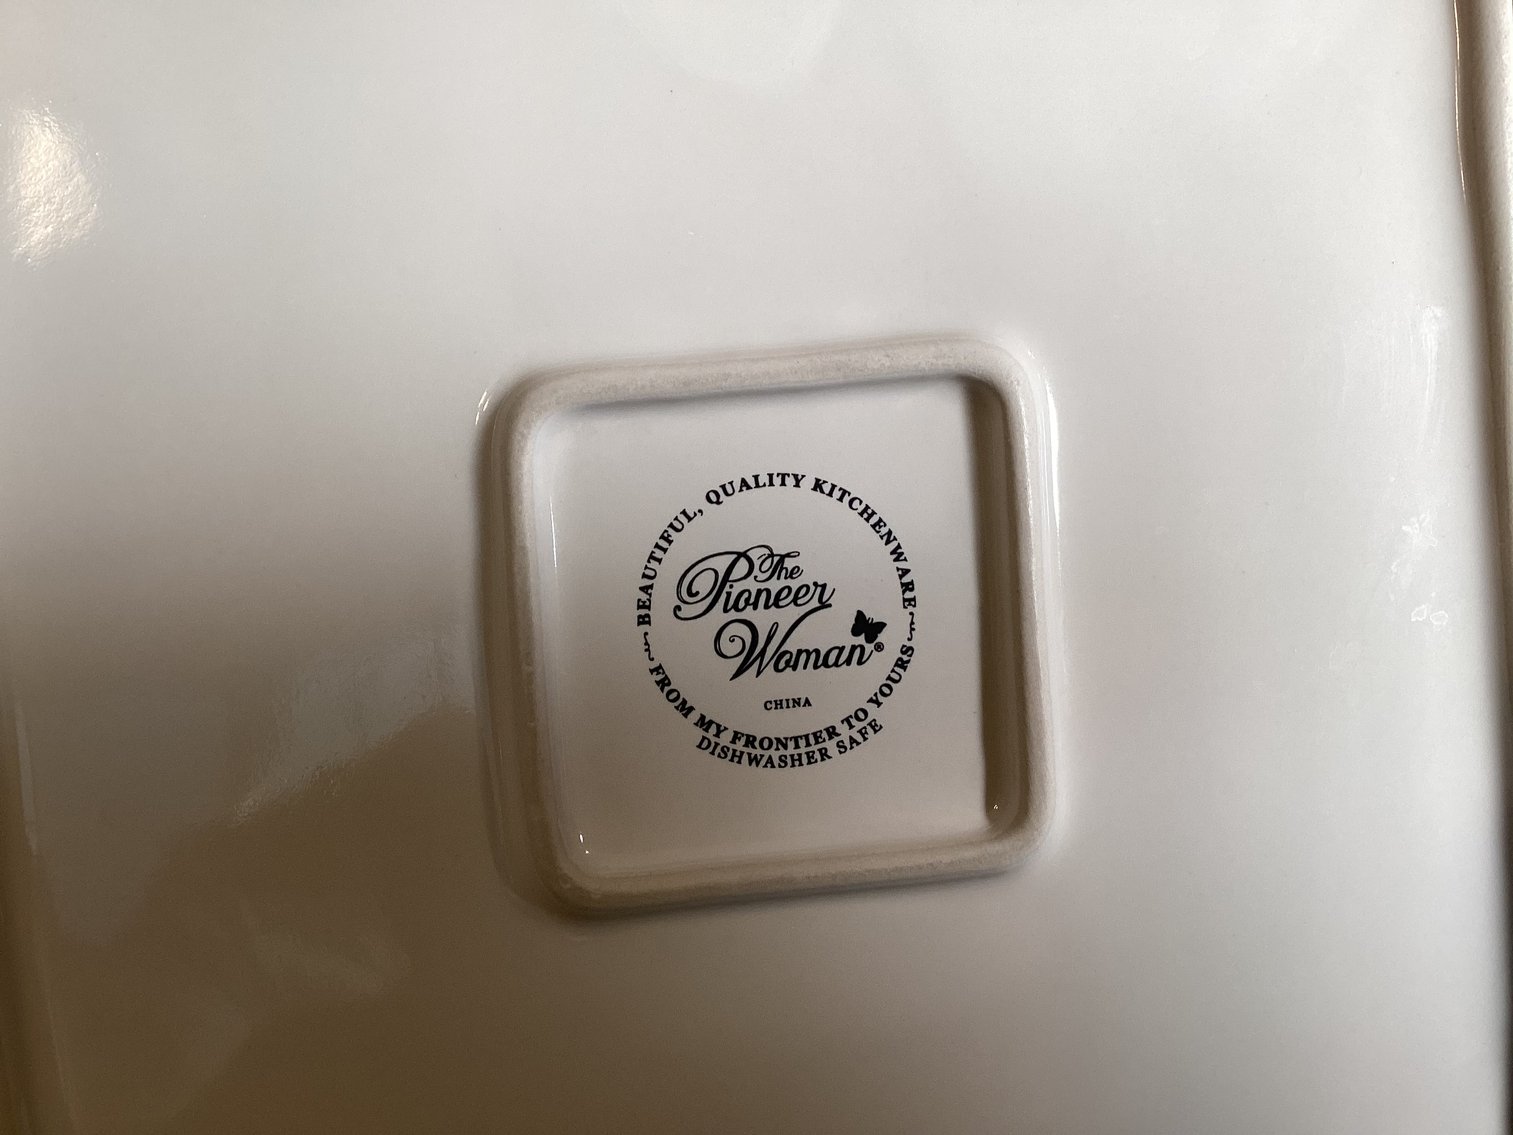 BEAUTIFUL, QUALITY KITCHENWARE
The
Pioneer
Woman®
CHINA
FROM MY FRONTIER TO YOURS
DISHWASHER SAFE